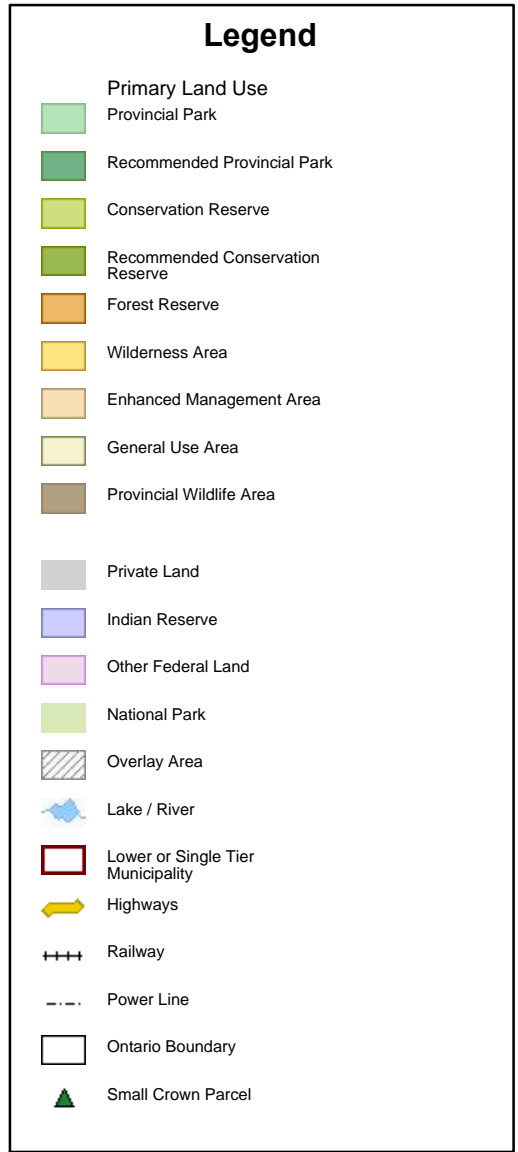 Legend
Primary Land Use
Provincial Park
Recommended Provincial Park
Conservation Reserve
Recommended Conservation
Reserve
Forest Reserve
Wilderness Area
Enhanced Management Area
General Use Area
Provincial Wildlife Area
Private Land
Indian Reserve
Other Federal Land
National Park
Overlay Area
Lake / River
Lower or Single Tier
Municipality
Highways
Railway
Power Line
Ontario Boundary
Small Crown Parcel